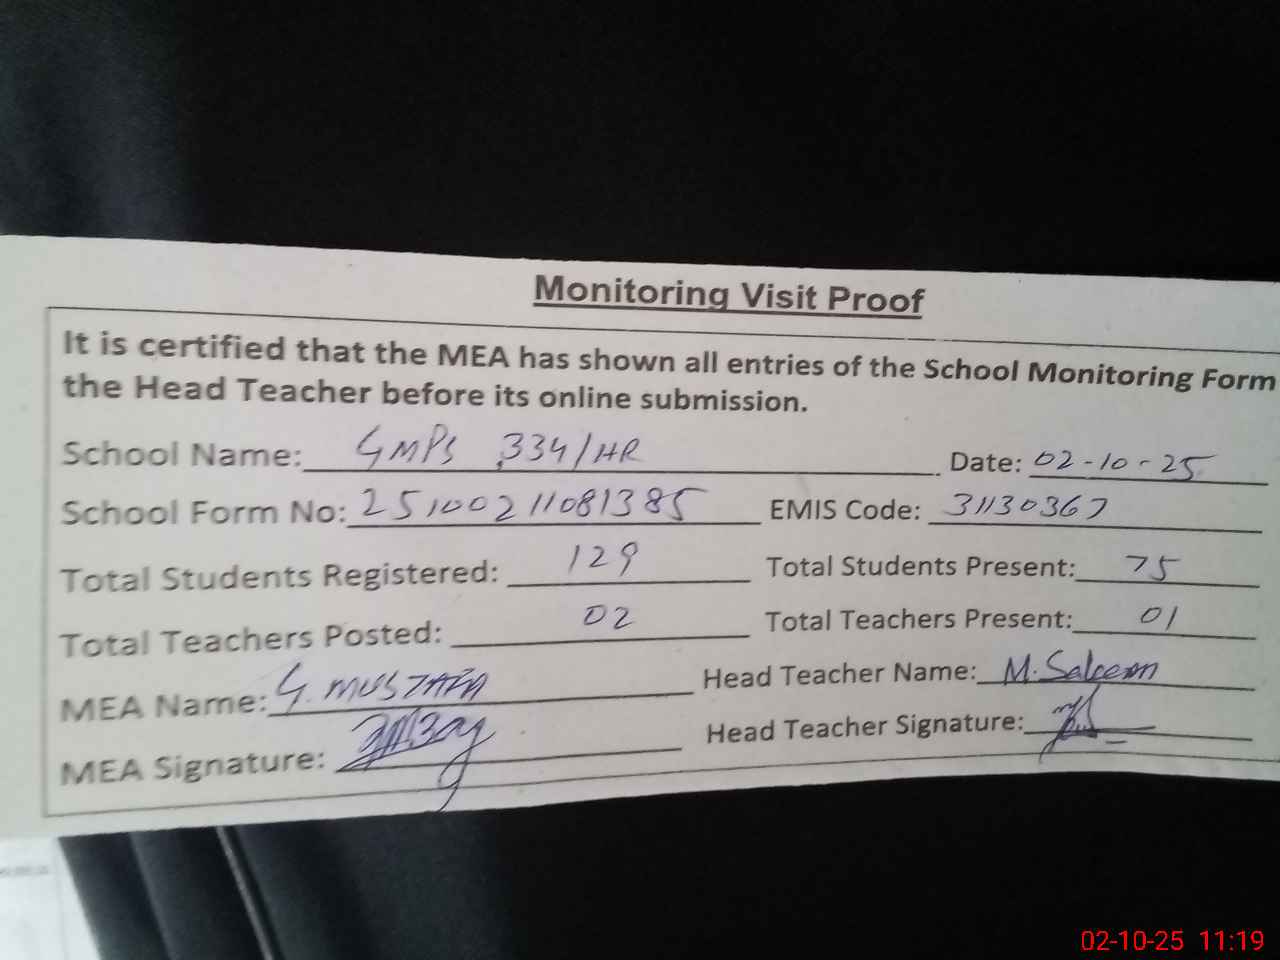 Monitoring Visit Proof
It is certified that the MEA has shown all entries of the School Monitoring Form
the Head Teacher before its online submission.
School Name: GMPS 334/HR Date: 02-10-25
School Form No: 25100211081385 EMIS Code: 31130367
Total Students Registered: 129 Total Students Present: 75
Total Teachers Posted: 02 Total Teachers Present: 01
MEA Name: G. MUSTAFA Head Teacher Name: M. Saleem
MEA Signature: Head Teacher Signature:
02-10-25 11:19